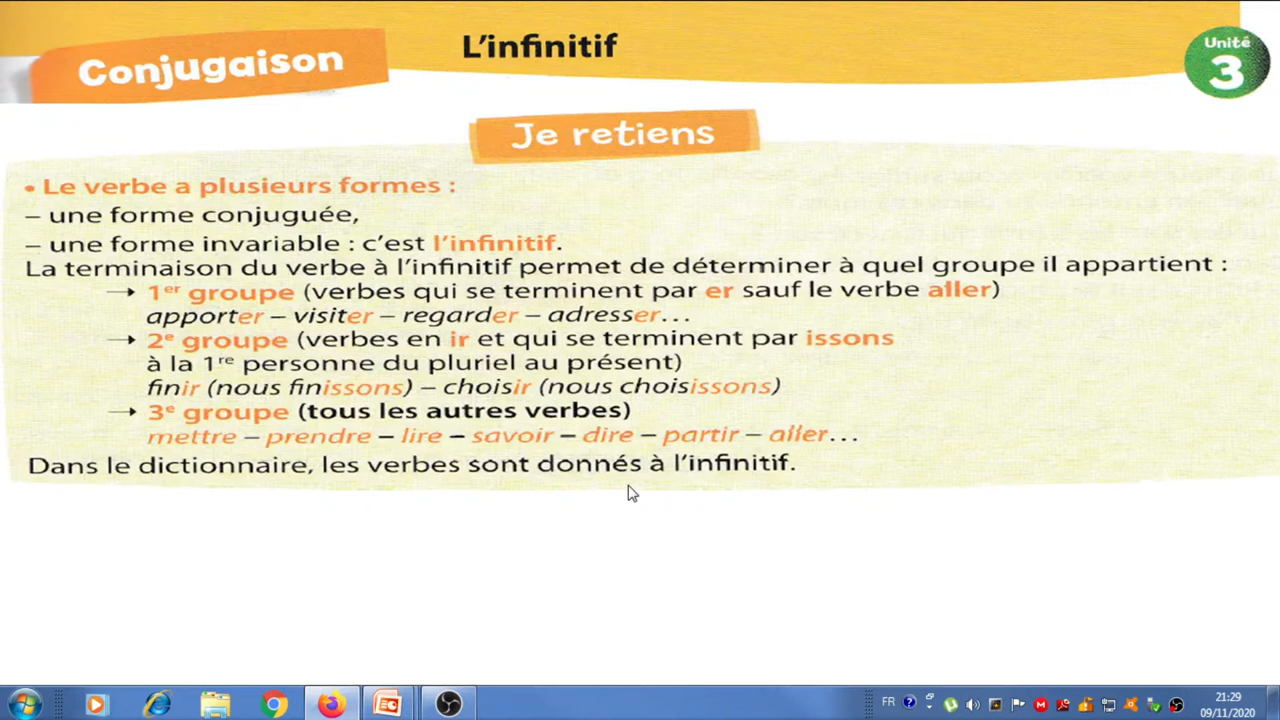 Conjugaison
L'infinitif
Unité
3
Je retiens
• Le verbe a plusieurs formes :
– une forme conjuguée,
– une forme invariable : c'est l'infinitif.
La terminaison du verbe à l'infinitif permet de déterminer à quel groupe il appartient :
→ 1er groupe (verbes qui se terminent par er sauf le verbe aller)
apporter – visiter – regarder – adresser…
→ 2e groupe (verbes en ir et qui se terminent par issons
à la 1re personne du pluriel au présent)
finir (nous finissons) – choisir (nous choisissons)
→ 3e groupe (tous les autres verbes)
mettre – prendre – lire – savoir – dire – partir – aller…
Dans le dictionnaire, les verbes sont donnés à l'infinitif.
FR
21:29
09/11/2020